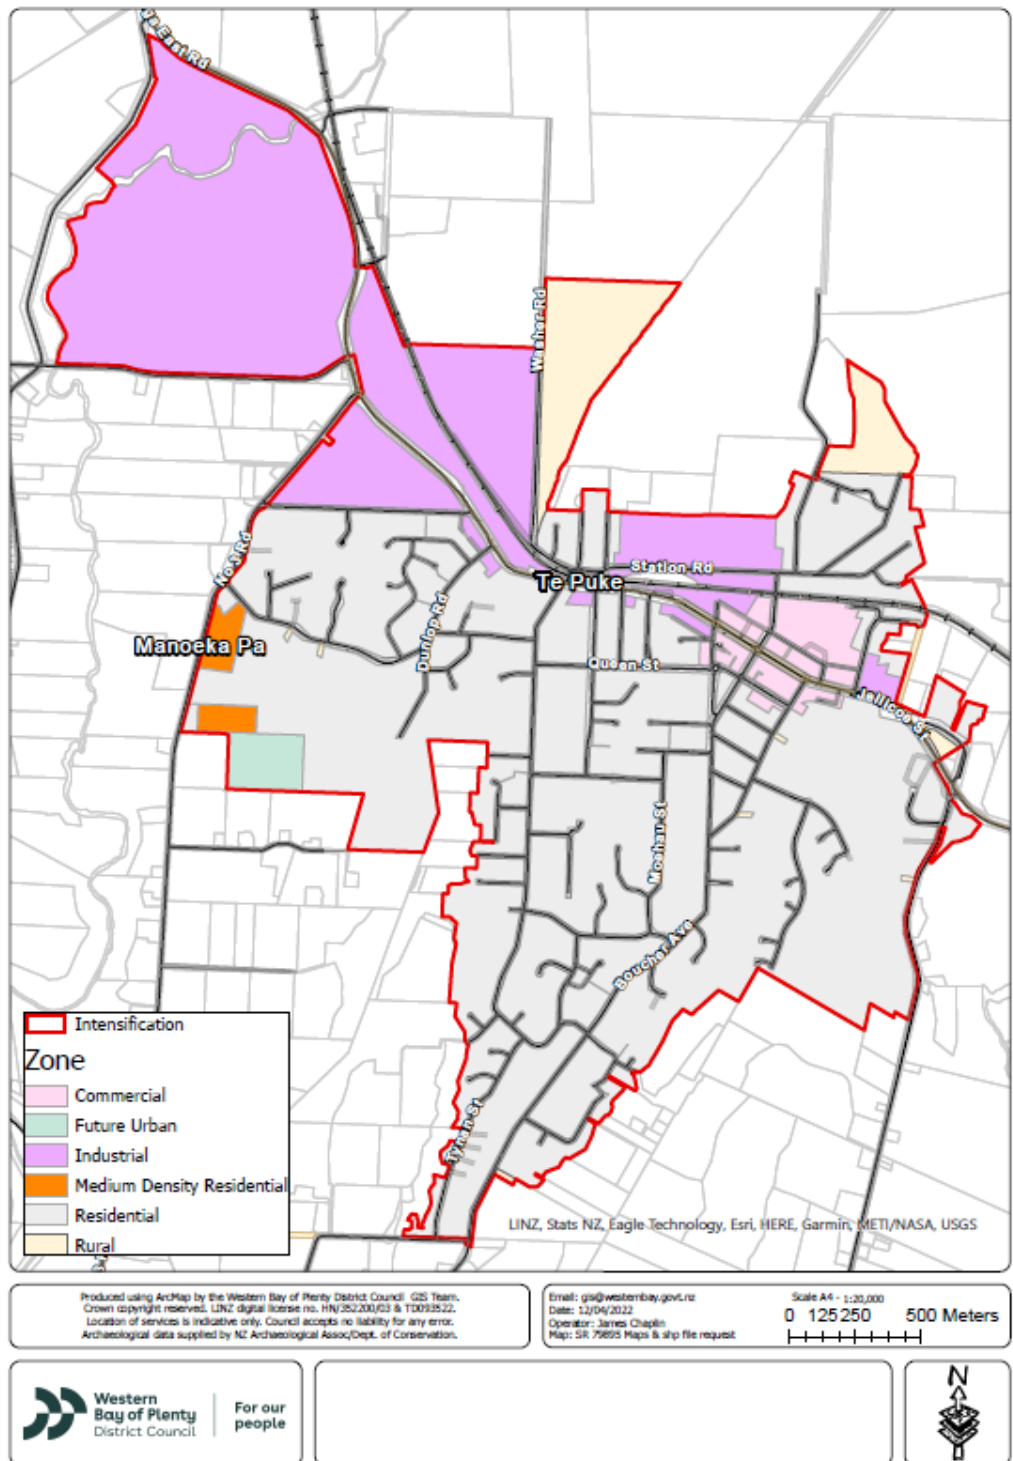 East Rd
Washer Rd
No.1 Rd
Station Rd
Te Puke
Manoeka Pa
Dunlop Rd
Queen St
Jellicoe St
Moehau St
Boucher Ave
Tynan St
Intensification
Zone
Commercial
Future Urban
Industrial
Medium Density Residential
Residential
Rural
LINZ, Stats NZ, Eagle Technology, Esri, HERE, Garmin, METI/NASA, USGS
Produced using ArcMap by the Western Bay of Plenty District Council GIS Team.
Crown copyright reserved. LINZ digital license no. HN/352200/03 & TD093522.
Location of services is indicative only. Council accepts no liability for any error.
Archaeological data supplied by NZ Archaeological Assoc/Dept. of Conservation.
Email: gis@westernbay.govt.nz
Date: 12/04/2022
Operator: James Chaplin
Map: SR 79895 Maps & shp file request
Scale A4 - 1:20,000
0 125 250 500 Meters
Western
Bay of Plenty
District Council
For our
people
N